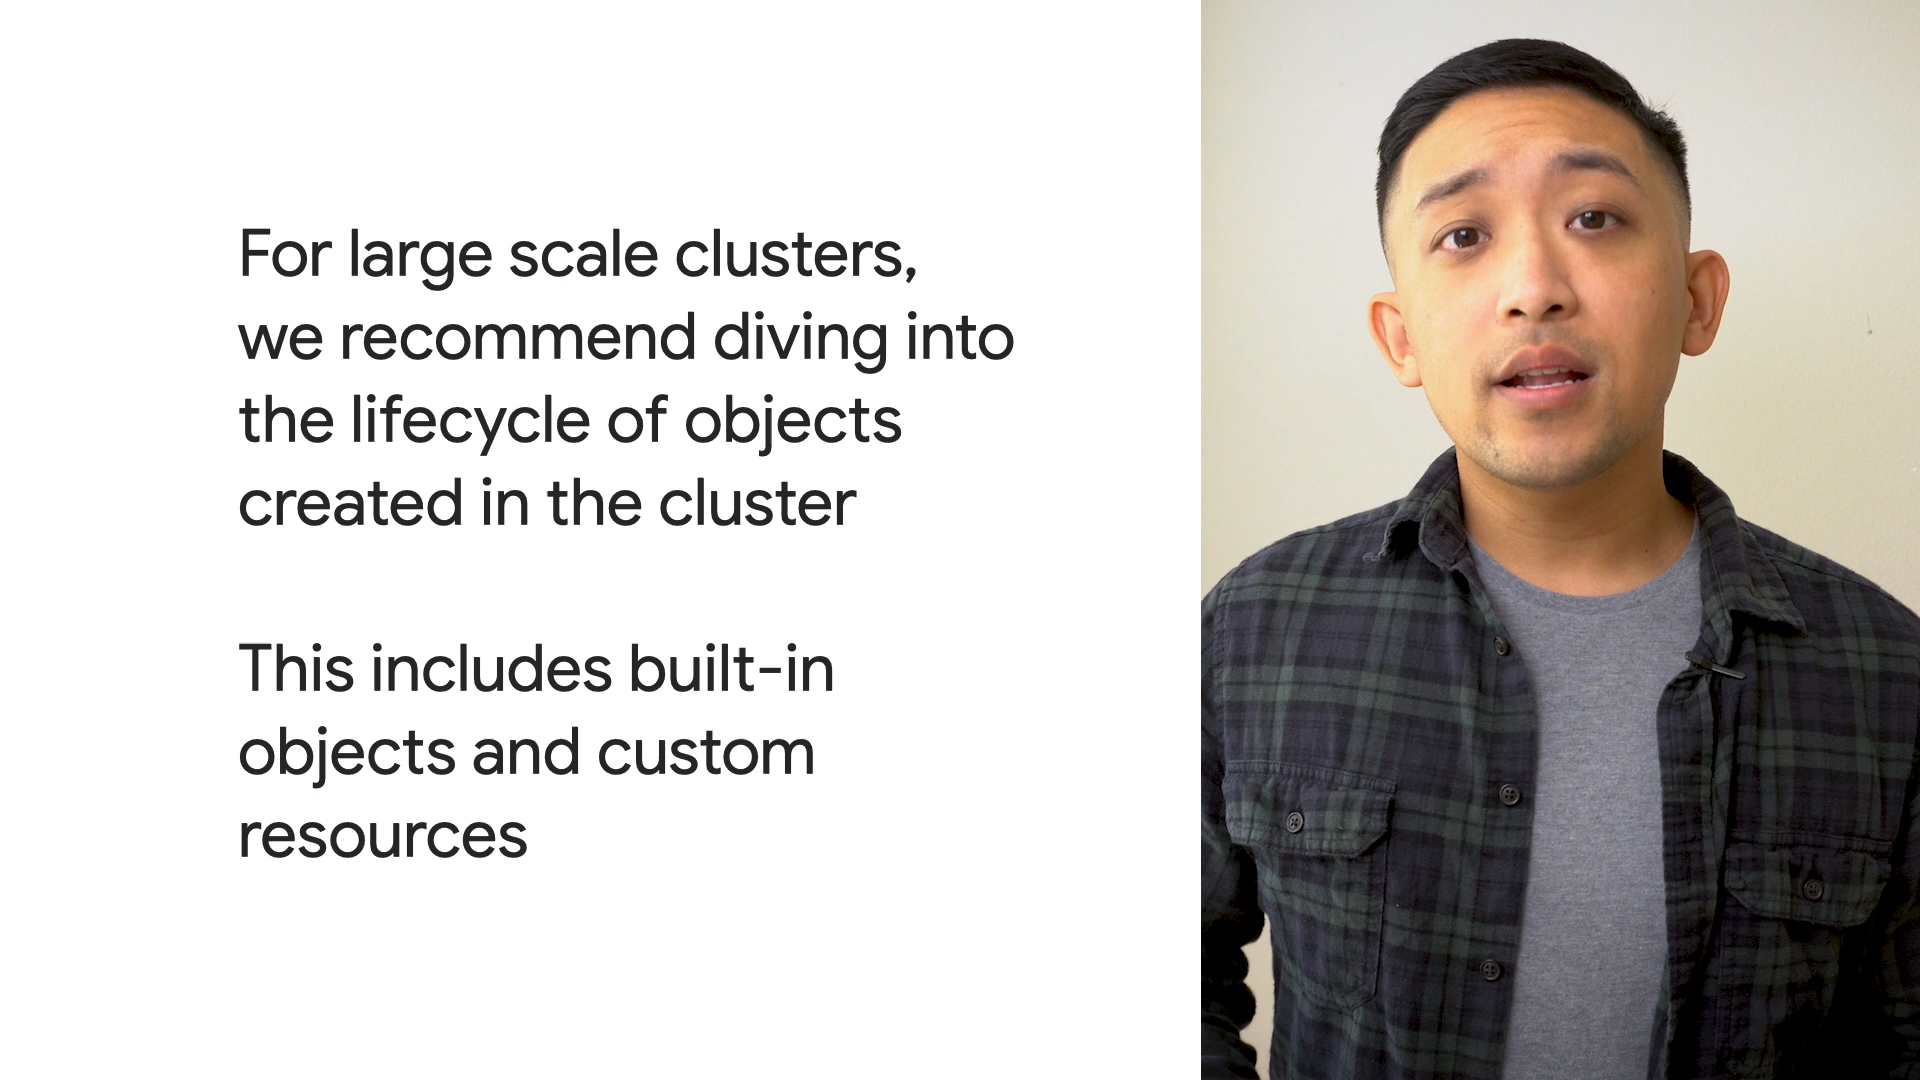 For large scale clusters,
we recommend diving into
the lifecycle of objects
created in the cluster
This includes built-in
objects and custom
resources